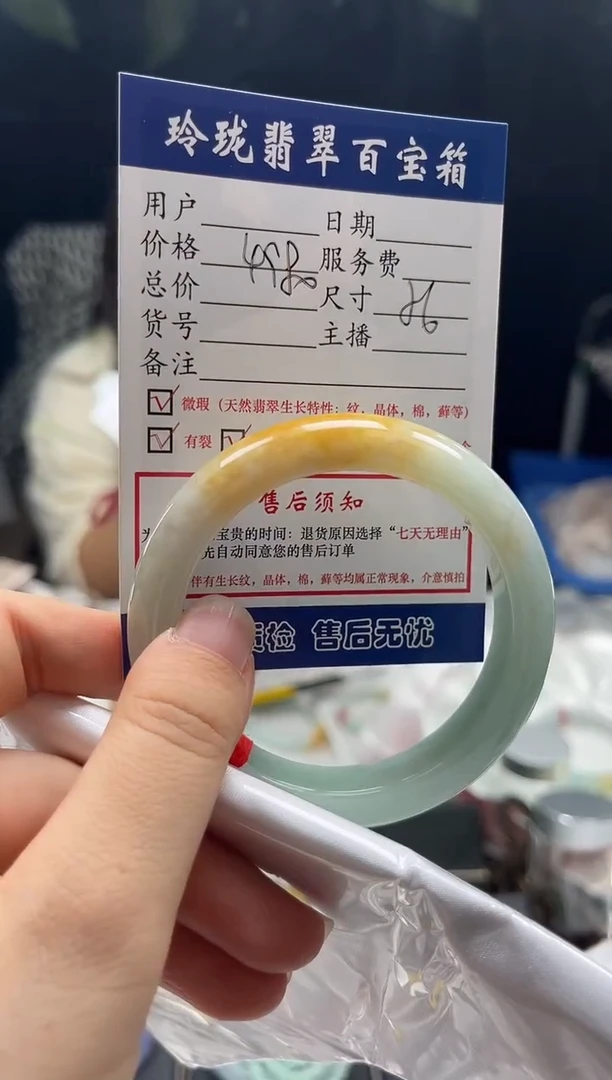 玲珑翡翠百宝箱
用户 日期
价格 服务费
总价 尺寸
货号 主播
备注
微瑕（天然翡翠生长特性：纹，晶体，棉，藓等）
有裂
售后须知
宝贵的时间：退货原因选择“七天无理由”
先自动同意您的售后订单
伴有生长纹，晶体，棉，藓等均属正常现象，介意慎拍
质检 售后无忧